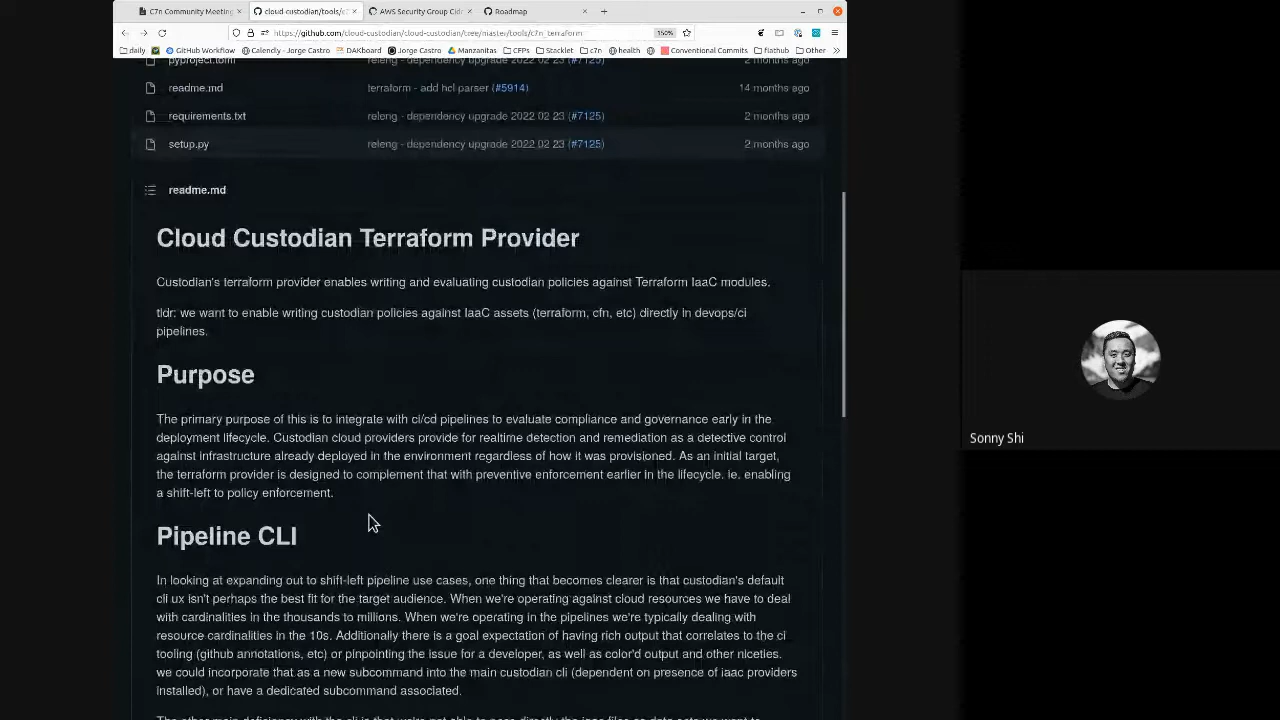 C7n Community Meeting
cloud-custodian/tools/c7
AWS Security Group Cidr
Roadmap
https://github.com/cloud-custodian/cloud-custodian/tree/master/tools/c7n_terraform
150%
daily
GitHub Workflow
Calendly - Jorge Castro
DAKboard
Jorge Castro
Manzanitas
CFPs
Stacklet
c7n
health
Conventional Commits
flathub
Other
pyproject.toml releng - dependency upgrade 2022 02 23 (#7125) 2 months ago
readme.md terraform - add hcl parser (#5914) 14 months ago
requirements.txt releng - dependency upgrade 2022 02 23 (#7125) 2 months ago
setup.py releng - dependency upgrade 2022 02 23 (#7125) 2 months ago
readme.md
Cloud Custodian Terraform Provider
Custodian's terraform provider enables writing and evaluating custodian policies against Terraform IaaC modules.
tldr: we want to enable writing custodian policies against IaaC assets (terraform, cfn, etc) directly in devops/ci
pipelines.
Purpose
The primary purpose of this is to integrate with ci/cd pipelines to evaluate compliance and governance early in the
deployment lifecycle. Custodian cloud providers provide for realtime detection and remediation as a detective control
against infrastructure already deployed in the environment regardless of how it was provisioned. As an initial target,
the terraform provider is designed to complement that with preventive enforcement earlier in the lifecycle. ie. enabling
a shift-left to policy enforcement.
Pipeline CLI
In looking at expanding out to shift-left pipeline use cases, one thing that becomes clearer is that custodian's default
cli ux isn't perhaps the best fit for the target audience. When we're operating against cloud resources we have to deal
with cardinalities in the thousands to millions. When we're operating in the pipelines we're typically dealing with
resource cardinalities in the 10s. Additionally there is a goal expectation of having rich output that correlates to the ci
tooling (github annotations, etc) or pinpointing the issue for a developer, as well as color'd output and other niceties.
we could incorporate that as a new subcommand into the main custodian cli (dependent on presence of iaac providers
installed), or have a dedicated subcommand associated.
Sonny Shi